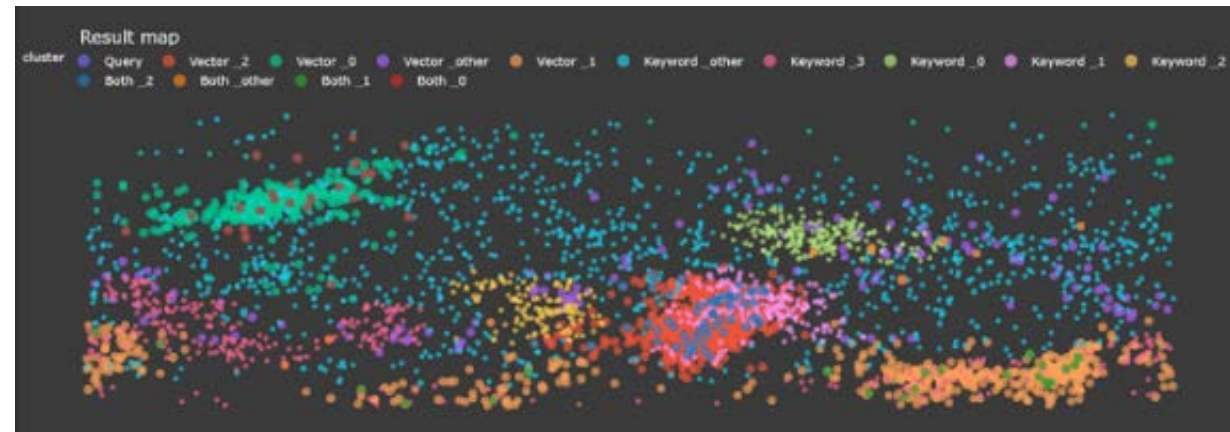 Result map
cluster Query Vector _2 Vector _0 Vector _other Vector _1 Keyword _other Keyword _3 Keyword _0 Keyword _1 Keyword _2
Both _2 Both _other Both _1 Both _0